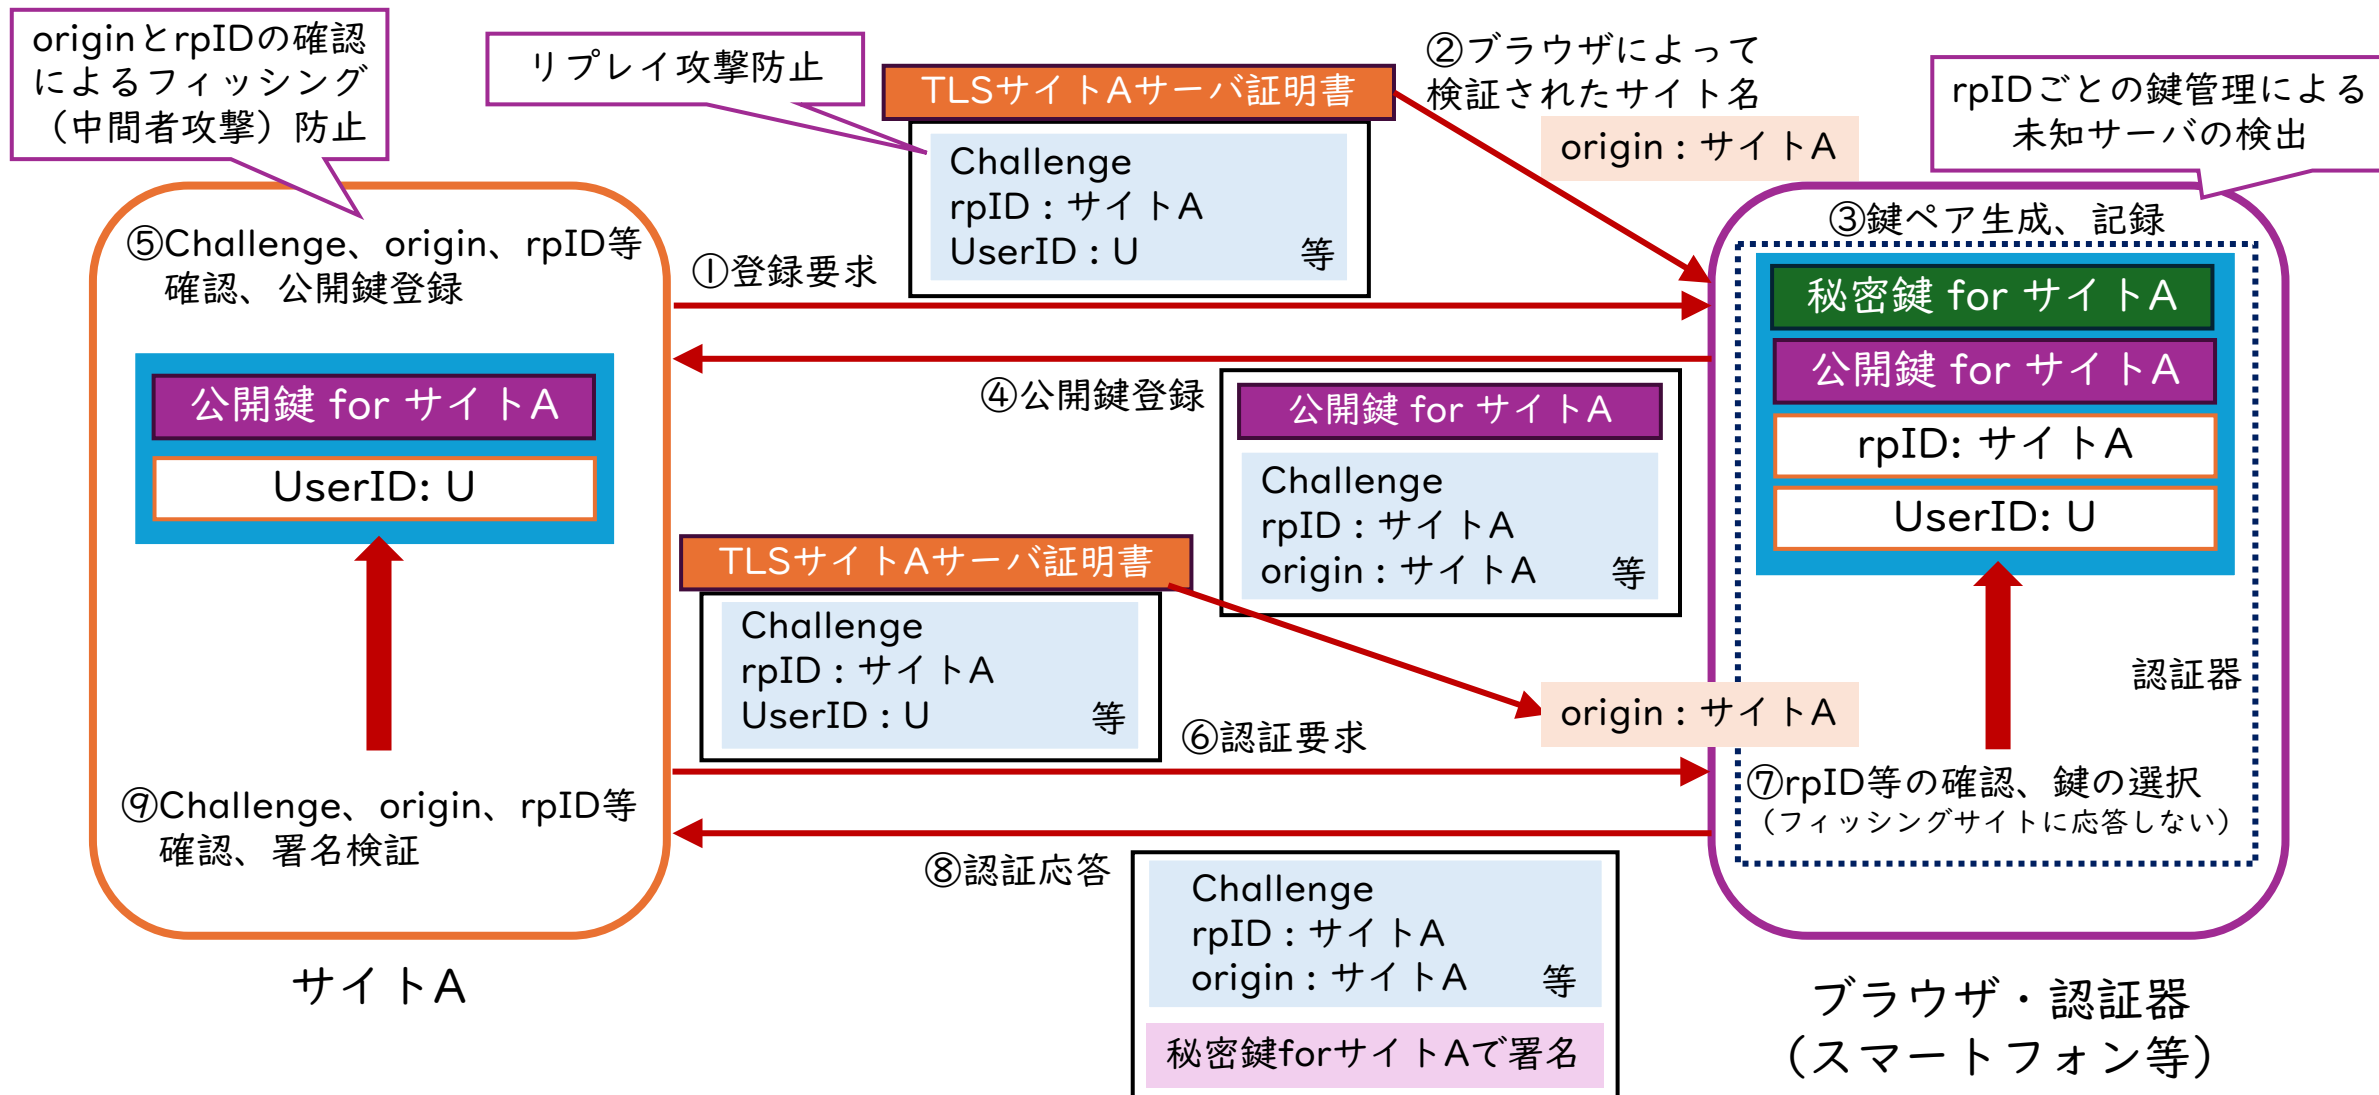 originとrpIDの確認
によるフィッシング
（中間者攻撃）防止
リプレイ攻撃防止
TLSサイトAサーバ証明書
Challenge
rpID：サイトA
UserID：U 等
②ブラウザによって
検証されたサイト名
origin：サイトA
rpIDごとの鍵管理による
未知サーバの検出
⑤Challenge、origin、rpID等
確認、公開鍵登録
①登録要求
③鍵ペア生成、記録
秘密鍵 for サイトA
公開鍵 for サイトA
rpID: サイトA
UserID: U
公開鍵 for サイトA
UserID: U
④公開鍵登録
公開鍵 for サイトA
Challenge
rpID：サイトA
origin：サイトA 等
TLSサイトAサーバ証明書
Challenge
rpID：サイトA
UserID：U 等
⑥認証要求
origin：サイトA
認証器
⑦rpID等の確認、鍵の選択
（フィッシングサイトに応答しない）
⑨Challenge、origin、rpID等
確認、署名検証
⑧認証応答
Challenge
rpID：サイトA
origin：サイトA 等
秘密鍵forサイトAで署名
サイトA
ブラウザ・認証器
（スマートフォン等）